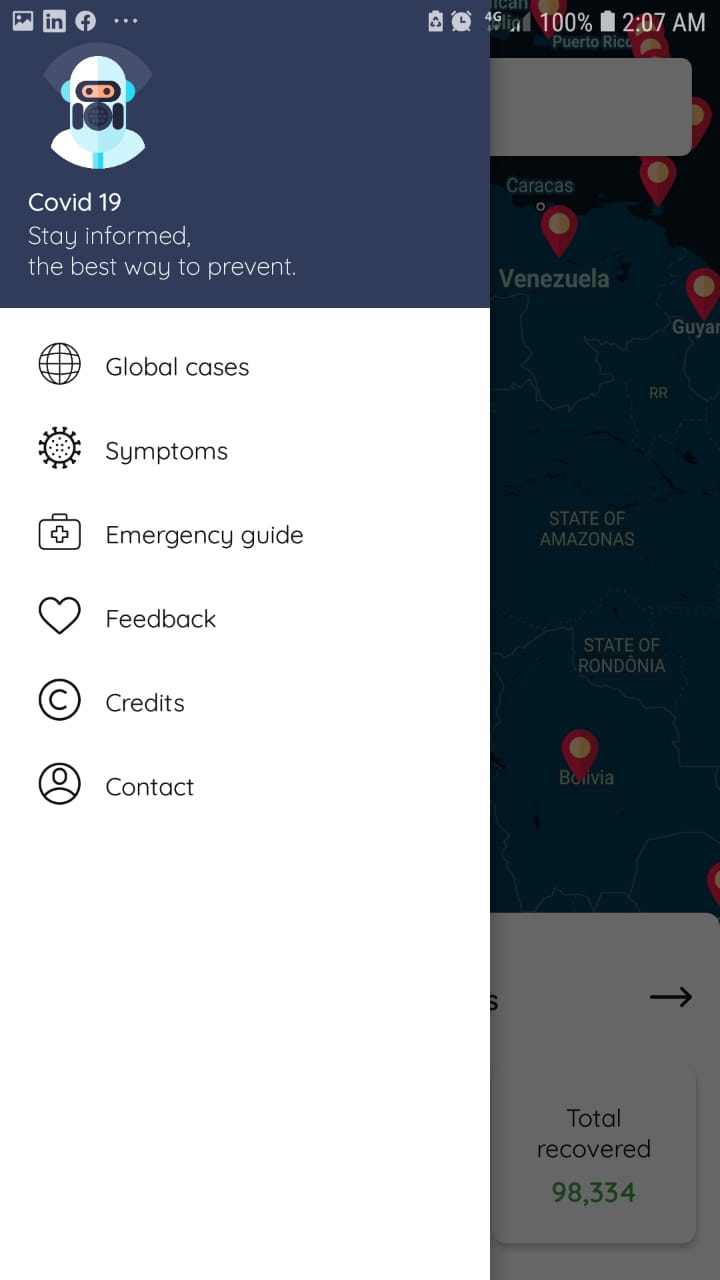 4G 100% 2:07 AM
Puerto Rico
Covid 19
Stay informed,
the best way to prevent.
Global cases
Symptoms
Emergency guide
Feedback
Credits
Contact
Caracas
Venezuela
RR
STATE OF
AMAZONAS
STATE OF
RONDÔNIA
Bolivia
Total
recovered
98,334